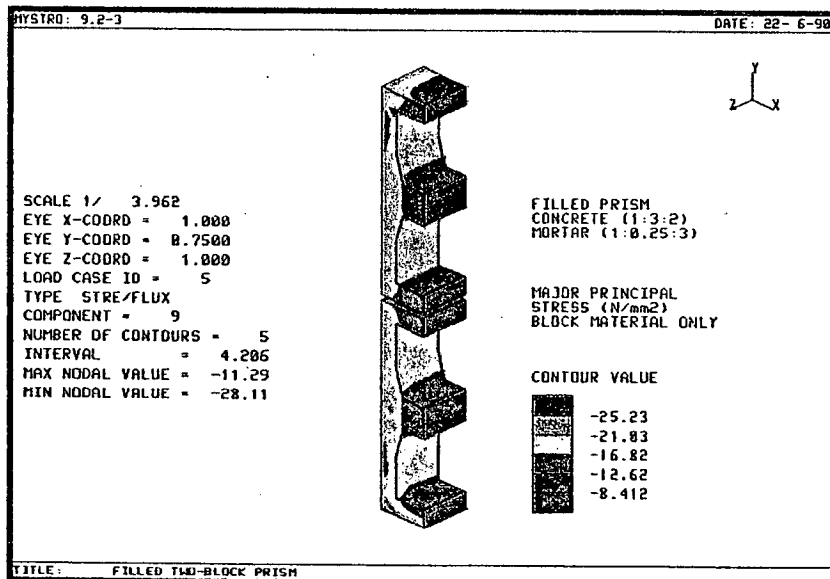 MYSTRO: 9.2-3
DATE: 22- 6-90
Y
Z
X
SCALE 1/ 3.962
EYE X-COORD = 1.000
EYE Y-COORD = 0.7500
EYE Z-COORD = 1.000
LOAD CASE ID = 5
TYPE STRE/FLUX
COMPONENT = 9
NUMBER OF CONTOURS = 5
INTERVAL = 4.206
MAX NODAL VALUE = -11.29
MIN NODAL VALUE = -28.11
FILLED PRISM
CONCRETE (1:3:2)
MORTAR (1:0.25:3)
MAJOR PRINCIPAL
STRESS (N/mm2)
BLOCK MATERIAL ONLY
CONTOUR VALUE
-25.23
-21.03
-16.82
-12.62
-8.412
TITLE: FILLED TWO-BLOCK PRISM